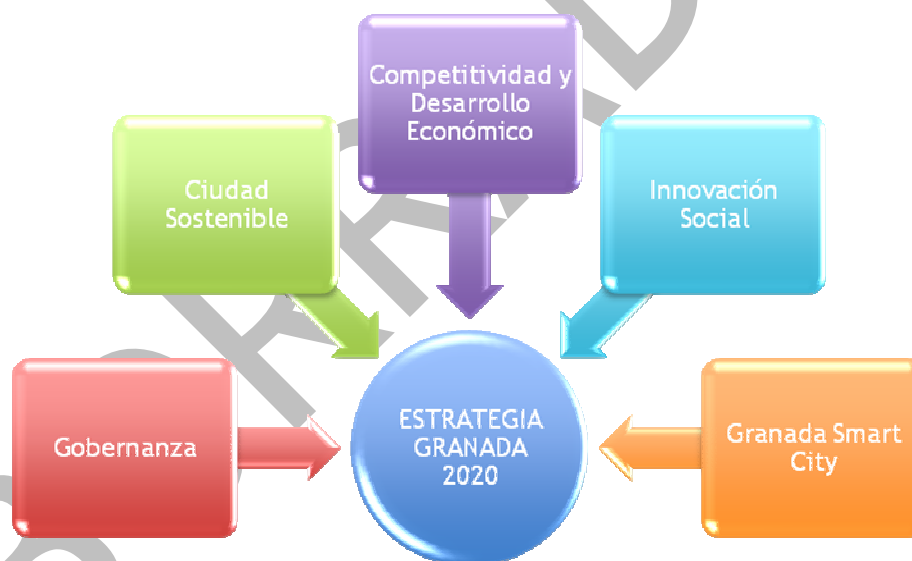 Competitividad y
Desarrollo
Económico
Ciudad
Sostenible
Innovación
Social
Gobernanza
ESTRATEGIA
GRANADA
2020
Granada Smart
City